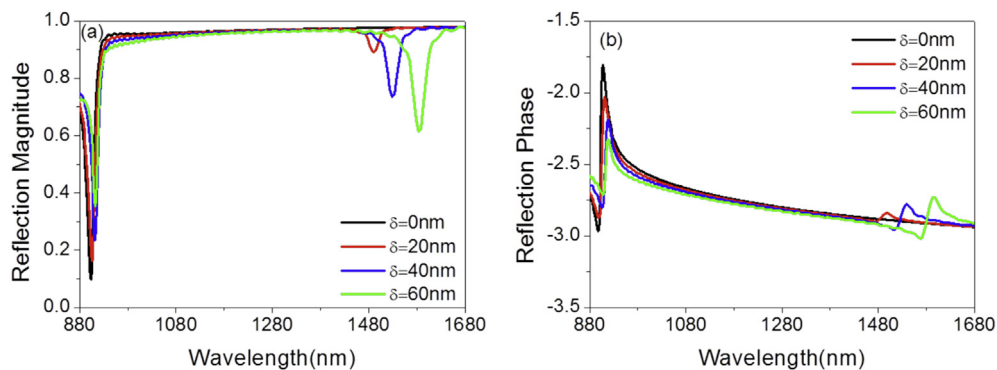 (a)
Reflection Magnitude
1.0
0.8
0.6
0.4
0.2
0.0
δ=0nm
δ=20nm
δ=40nm
δ=60nm
880 1080 1280 1480 1680
Wavelength(nm)
(b)
Reflection Phase
-1.5
-2.0
-2.5
-3.0
-3.5
δ=0nm
δ=20nm
δ=40nm
δ=60nm
880 1080 1280 1480 1680
Wavelength(nm)